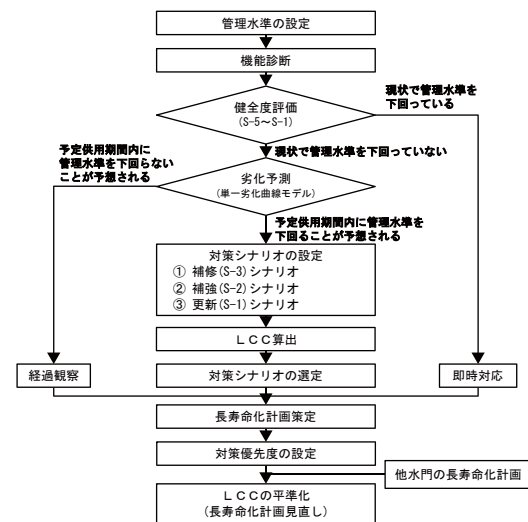 管理水準の設定
機能診断
現状で管理水準を
下回っている
健全度評価
(S-5～S-1)
予定供用期間内に
管理水準を下回らない
ことが予想される
現状で管理水準を下回っていない
劣化予測
(単一劣化曲線モデル)
予定供用期間内に管理水準を
下回ることが予想される
対策シナリオの設定
① 補修(S-3)シナリオ
② 補強(S-2)シナリオ
③ 更新(S-1)シナリオ
ＬＣＣ算出
経過観察
対策シナリオの選定
即時対応
長寿命化計画策定
対策優先度の設定
他水門の長寿命化計画
ＬＣＣの平準化
(長寿命化計画見直し)